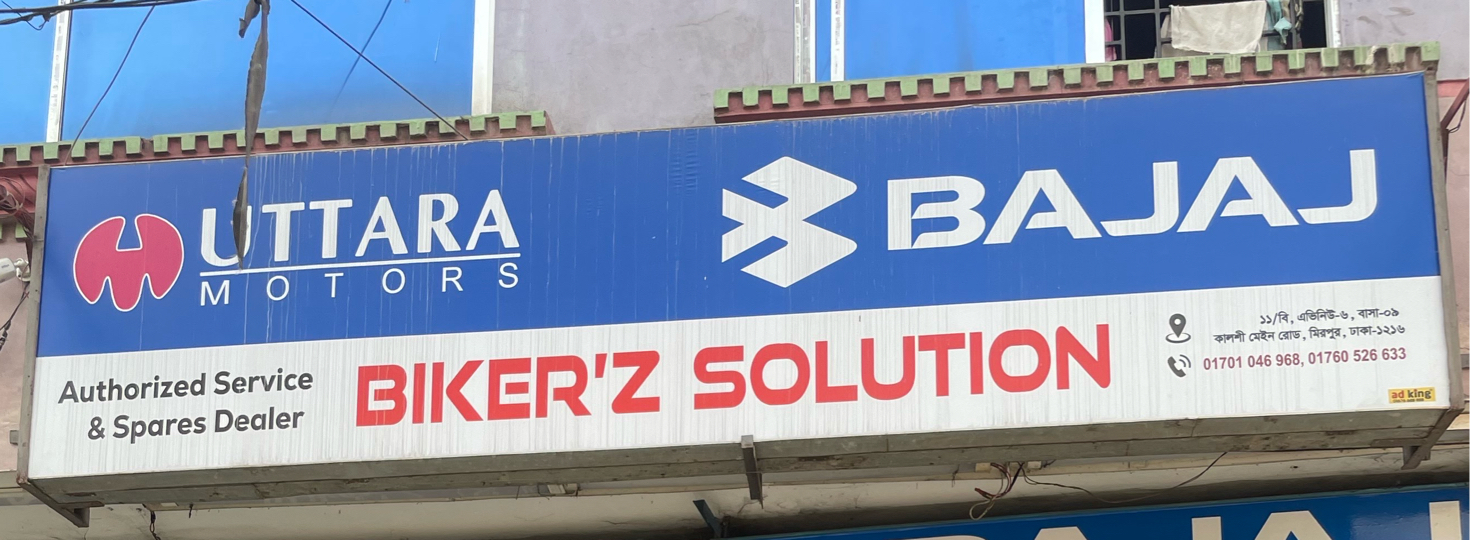 UTTARA
MOTORS
BAJAJ
Authorized Service
& Spares Dealer
BIKER'Z SOLUTION
১১/বি, এভিনিউ-৬, বাসা-০৯
কালশী মেইন রোড, মিরপুর, ঢাকা-১২১৬
01701 046 968, 01760 526 633
ad king